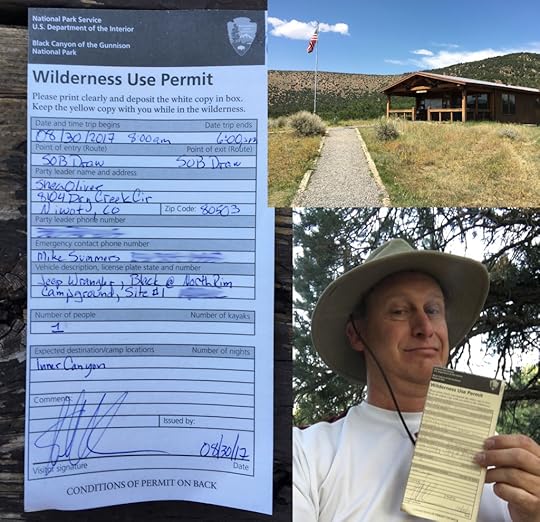 National Park Service
U.S. Department of the Interior
Black Canyon of the Gunnison
National Park
Wilderness Use Permit
Please print clearly and deposit the white copy in box.
Keep the yellow copy with you while in the wilderness.
Date and time trip begins Date trip ends
08/30/2017 8:00am 6:00pm
Point of entry (Route) Point of exit (Route)
SOB Draw SOB Draw
Party leader name and address
Shea Oliver
8104 Dry Creek Cir
Niwot, CO Zip Code: 80503
Party leader phone number
Emergency contact phone number
Mike Summers
Vehicle description, license plate state and number
Jeep Wrangler, Black @ North Rim
Campground, Site #1
Number of people Number of kayaks
1
Expected destination/camp locations Number of nights
Inner Canyon
Comments:
Issued by:
08/30/17
Visitor signature Date
CONDITIONS OF PERMIT ON BACK
Wilderness Use Permit